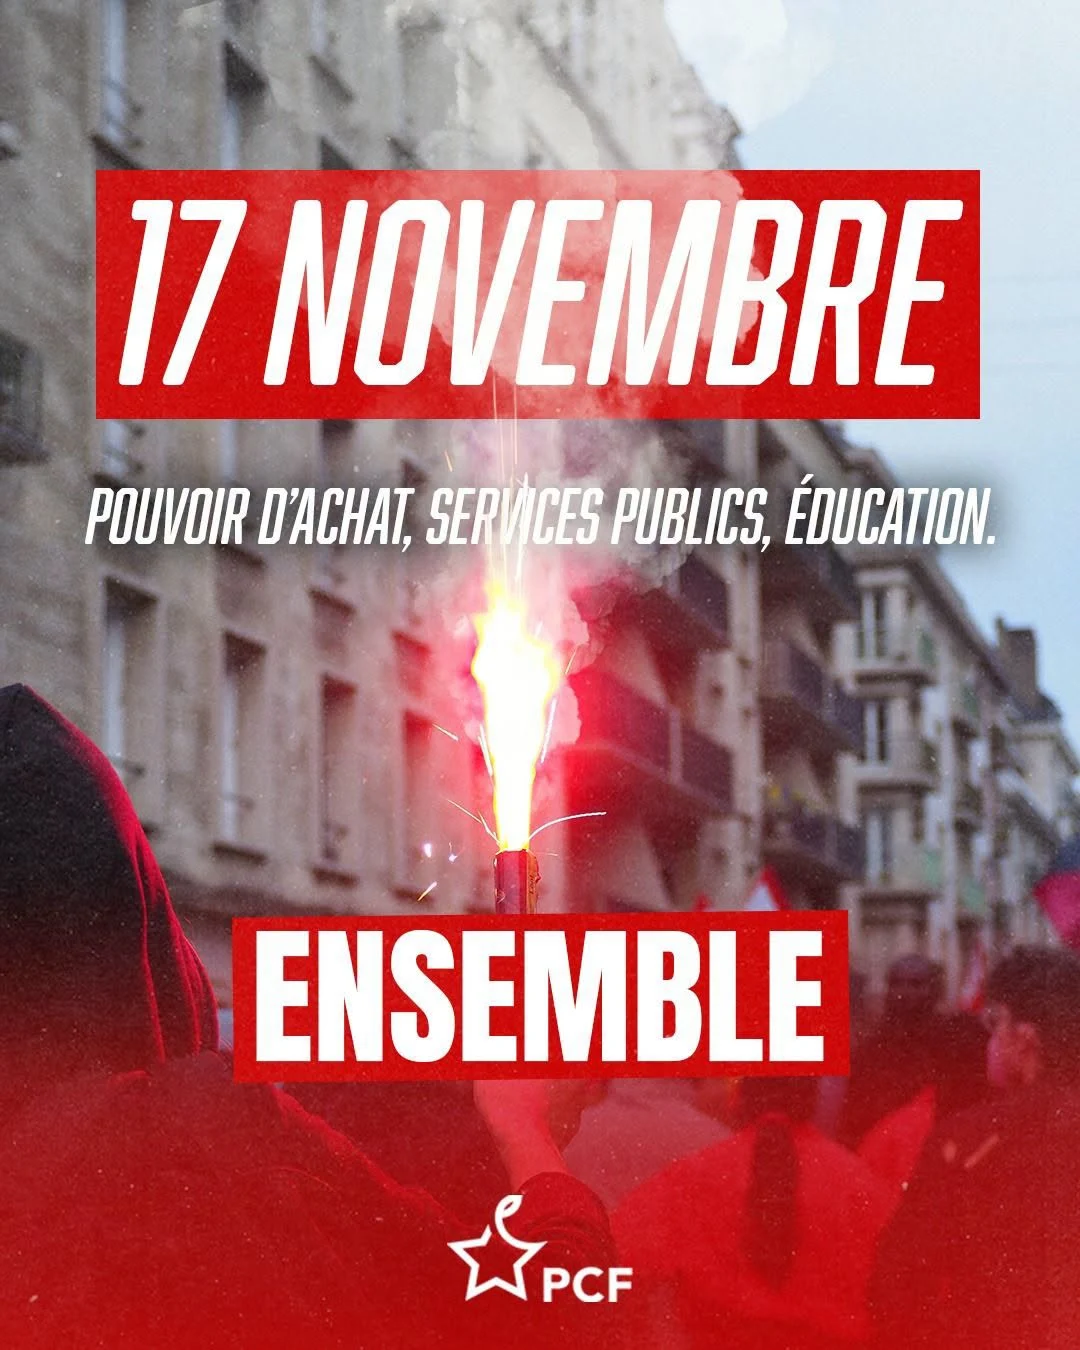 17 NOVEMBRE
POUVOIR D'ACHAT, SERVICES PUBLICS, ÉDUCATION.
ENSEMBLE
PCF